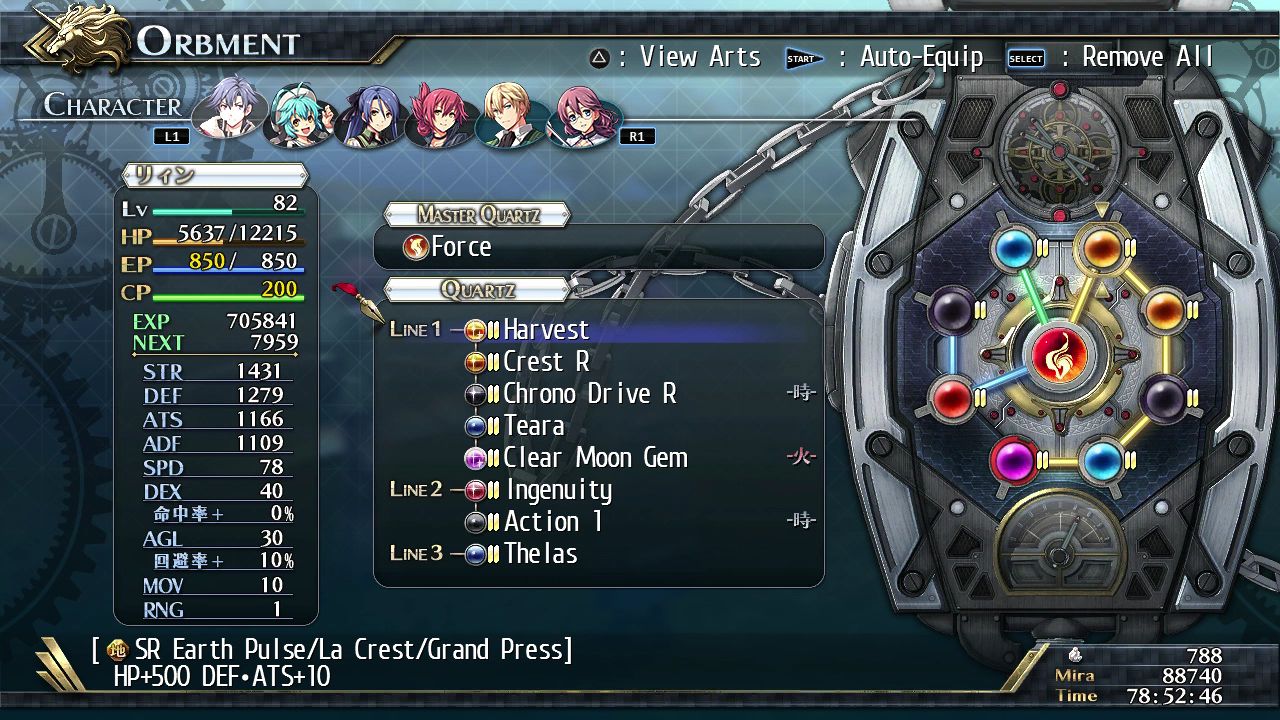 ORBMENT
△ : View Arts START : Auto-Equip SELECT : Remove All
CHARACTER
L1 R1
リィン
LV 82
HP 5637/12215
EP 850/ 850
CP 200
EXP 705841
NEXT 7959
STR 1431
DEF 1279
ATS 1166
ADF 1109
SPD 78
DEX 40
命中率+ 0%
AGL 30
回避率+ 10%
MOV 10
RNG 1
MASTER QUARTZ
Force
QUARTZ
LINE 1 Harvest
Crest R
Chrono Drive R -時-
Teara
Clear Moon Gem -火-
LINE 2 Ingenuity
Action 1 -時-
LINE 3 Thelas
[ 地 SR Earth Pulse/La Crest/Grand Press]
HP+500 DEF•ATS+10
788
Mira 88740
Time 78:52:46